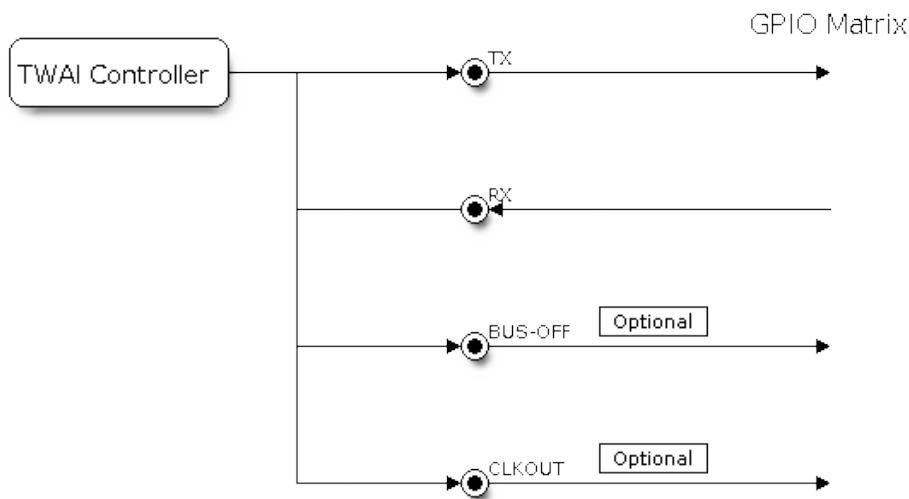 GPIO Matrix
TWAI Controller
TX
RX
BUS-OFF
Optional
CLKOUT
Optional